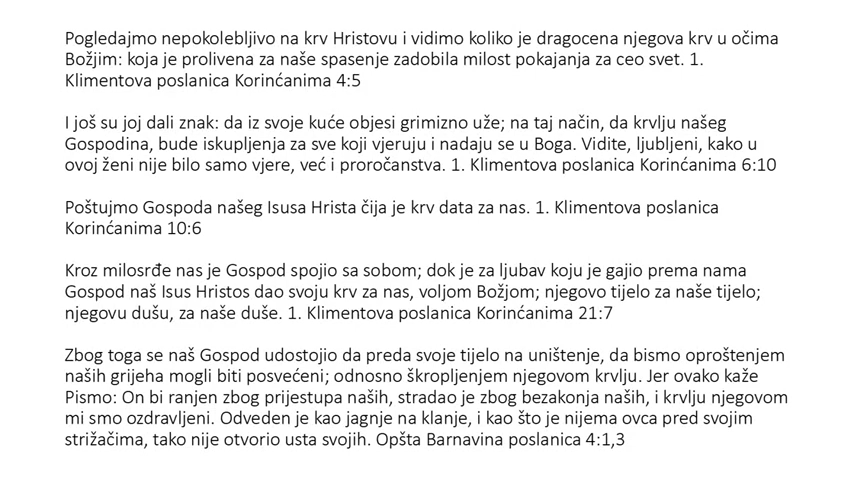 Pogledajmo nepokolebljivo na krv Hristovu i vidimo koliko je dragocena njegova krv u očima
Božjim: koja je prolivena za naše spasenje zadobila milost pokajanja za ceo svet. 1.
Klimentova poslanica Korinćanima 4:5
I još su joj dali znak: da iz svoje kuće objesi grimizno uže; na taj način, da krvlju našeg
Gospodina, bude iskupljenja za sve koji vjeruju i nadaju se u Boga. Vidite, ljubljeni, kako u
ovoj ženi nije bilo samo vjere, već i proročanstva. 1. Klimentova poslanica Korinćanima 6:10
Poštujmo Gospoda našeg Isusa Hrista čija je krv data za nas. 1. Klimentova poslanica
Korinćanima 10:6
Kroz milosrđe nas je Gospod spojio sa sobom; dok je za ljubav koju je gajio prema nama
Gospod naš Isus Hristos dao svoju krv za nas, voljom Božjom; njegovo tijelo za naše tijelo;
njegovu dušu, za naše duše. 1. Klimentova poslanica Korinćanima 21:7
Zbog toga se naš Gospod udostojio da preda svoje tijelo na uništenje, da bismo oproštenjem
naših grijeha mogli biti posvećeni; odnosno škropljenjem njegovom krvlju. Jer ovako kaže
Pismo: On bi ranjen zbog prijestupa naših, stradao je zbog bezakonja naših, i krvlju njegovom
mi smo ozdravljeni. Odveden je kao jagnje na klanje, i kao što je nijema ovca pred svojim
strižačima, tako nije otvorio usta svojih. Opšta Barnavina poslanica 4:1,3